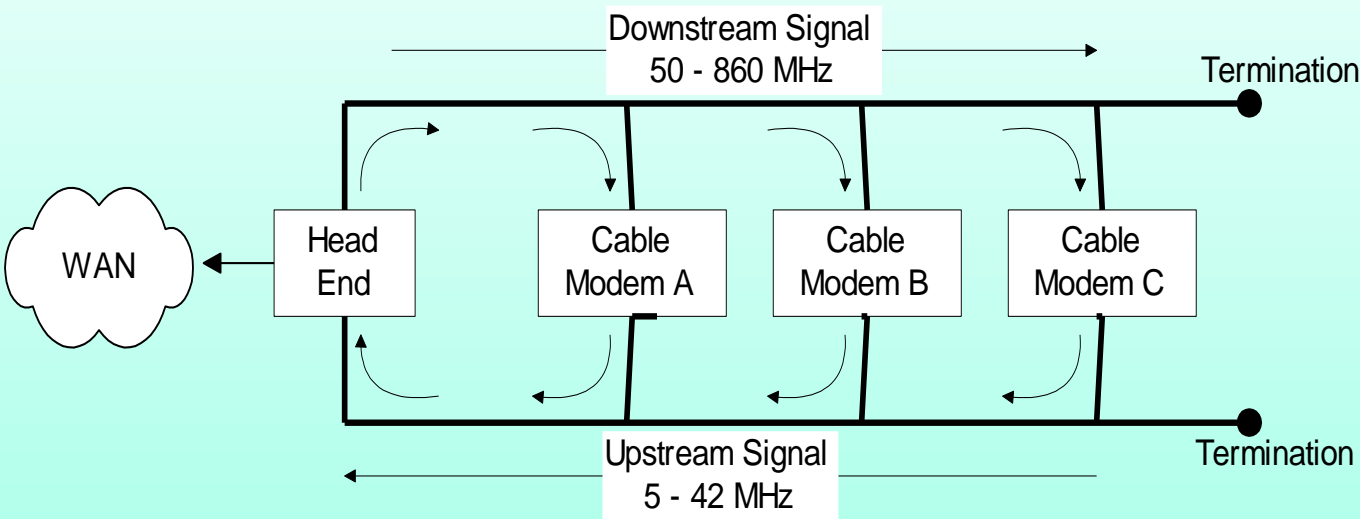 Downstream Signal
50 - 860 MHz
Termination
WAN
Head
End
Cable
Modem A
Cable
Modem B
Cable
Modem C
Upstream Signal
5 - 42 MHz
Termination